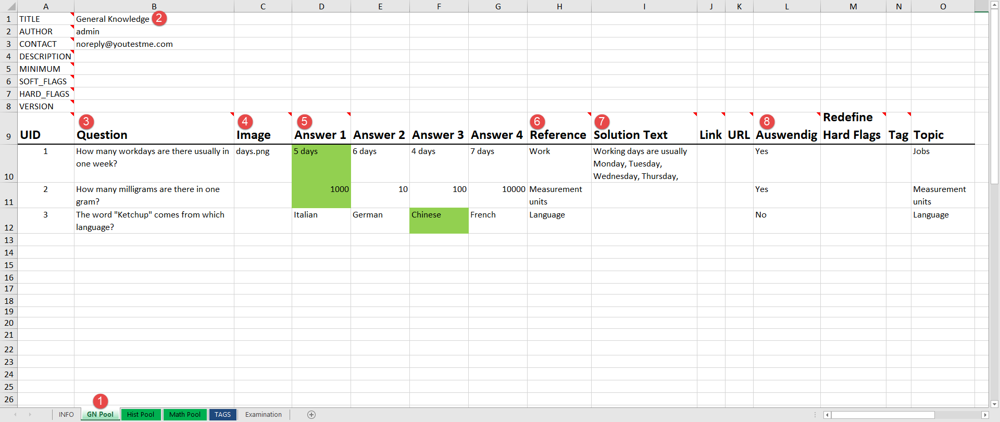 A B C D E F G H I J K L M N O
1 TITLE General Knowledge 2
2 AUTHOR admin
3 CONTACT noreply@youtestme.com
4 DESCRIPTION
5 MINIMUM
6 SOFT_FLAGS
7 HARD_FLAGS
8 VERSION
3 4 5 6 7 8 Redefine
9 UID Question Image Answer 1 Answer 2 Answer 3 Answer 4 Reference Solution Text Link URL Auswendig Hard Flags Tag Topic
1 How many workdays are there usually in days.png 5 days 6 days 4 days 7 days Work Working days are usually Yes Jobs
one week? Monday, Tuesday,
10 Wednesday, Thursday,
2 How many milligrams are there in one 1000 10 100 10000 Measurement Yes Measurement
11 gram? units units
3 The word "Ketchup" comes from which Italian German Chinese French Language No Language
12 language?
13
14
15
16
17
18
19
20
21
22
23
24
25
26
1
INFO GN Pool Hist Pool Math Pool TAGS Examination